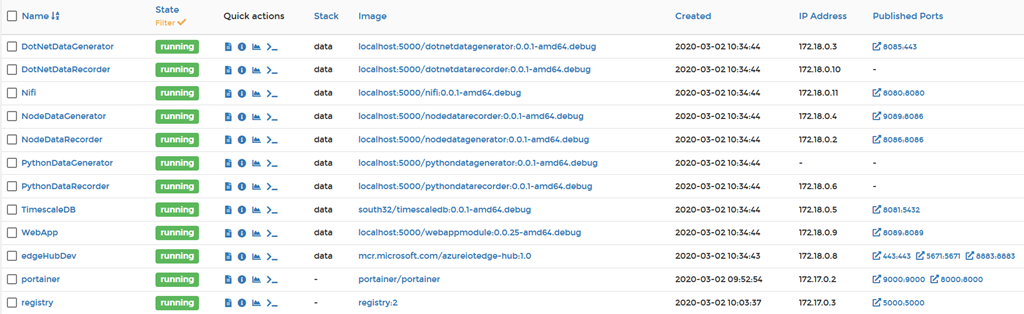 Name State Filter Quick actions Stack Image Created IP Address Published Ports
DotNetDataGenerator running data localhost:5000/dotnetdatagenerator:0.0.1-amd64.debug 2020-03-02 10:34:44 172.18.0.3 8085:443
DotNetDataRecorder running data localhost:5000/dotnetdatarecorder:0.0.1-amd64.debug 2020-03-02 10:34:44 172.18.0.10 -
Nifi running data localhost:5000/nifi:0.0.1-amd64.debug 2020-03-02 10:34:44 172.18.0.11 8080:8080
NodeDataGenerator running data localhost:5000/nodedatarecorder:0.0.1-amd64.debug 2020-03-02 10:34:44 172.18.0.4 9089:8086
NodeDataRecorder running data localhost:5000/nodedatagenerator:0.0.1-amd64.debug 2020-03-02 10:34:44 172.18.0.2 8086:8086
PythonDataGenerator running data localhost:5000/pythondatagenerator:0.0.1-amd64.debug 2020-03-02 10:34:44 - -
PythonDataRecorder running data localhost:5000/pythondatarecorder:0.0.1-amd64.debug 2020-03-02 10:34:44 172.18.0.6 -
TimescaleDB running data south32/timescaledb:0.0.1-amd64.debug 2020-03-02 10:34:44 172.18.0.5 8081:5432
WebApp running data localhost:5000/webappmodule:0.0.25-amd64.debug 2020-03-02 10:34:44 172.18.0.9 8089:8089
edgeHubDev running data mcr.microsoft.com/azureiotedge-hub:1.0 2020-03-02 10:34:43 172.18.0.8 443:443 5671:5671 8883:8883
portainer running - portainer/portainer 2020-03-02 09:52:54 172.17.0.2 9000:9000 8000:8000
registry running - registry:2 2020-03-02 10:03:37 172.17.0.3 5000:5000